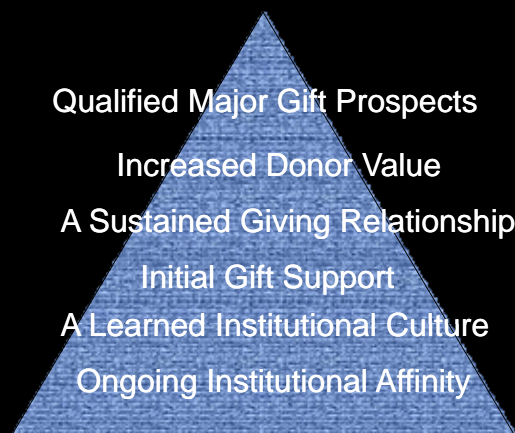 Qualified Major Gift Prospects
Increased Donor Value
A Sustained Giving Relationship
Initial Gift Support
A Learned Institutional Culture
Ongoing Institutional Affinity